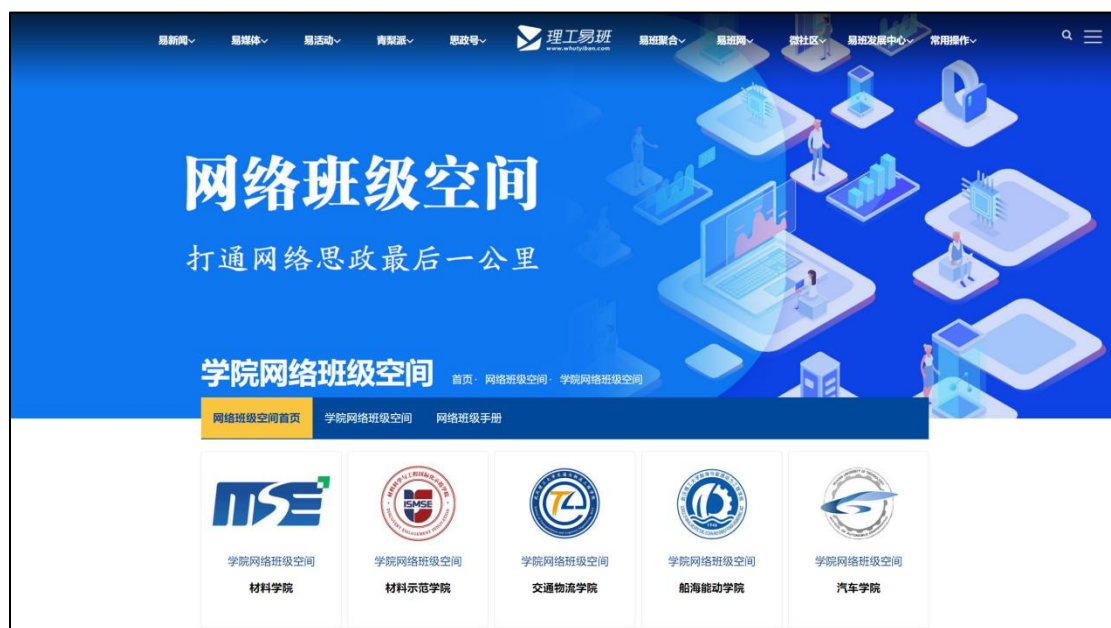 易新闻 易媒体 易活动 青梨派 思政号 理工易班 易班聚合 易班网 微社区 易班发展中心 常用操作
www.whutyiban.com
网络班级空间
打通网络思政最后一公里
学院网络班级空间 首页· 网络班级空间· 学院网络班级空间
网络班级空间首页 学院网络班级空间 网络班级手册
MSE ISMSE
学院网络班级空间 学院网络班级空间 学院网络班级空间 学院网络班级空间 学院网络班级空间
材料学院 材料示范学院 交通物流学院 船海能动学院 汽车学院